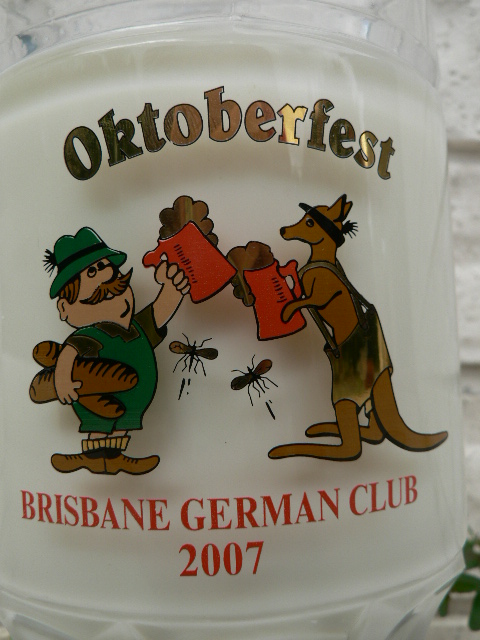 Oktoberfest
BRISBANE GERMAN CLUB
2007